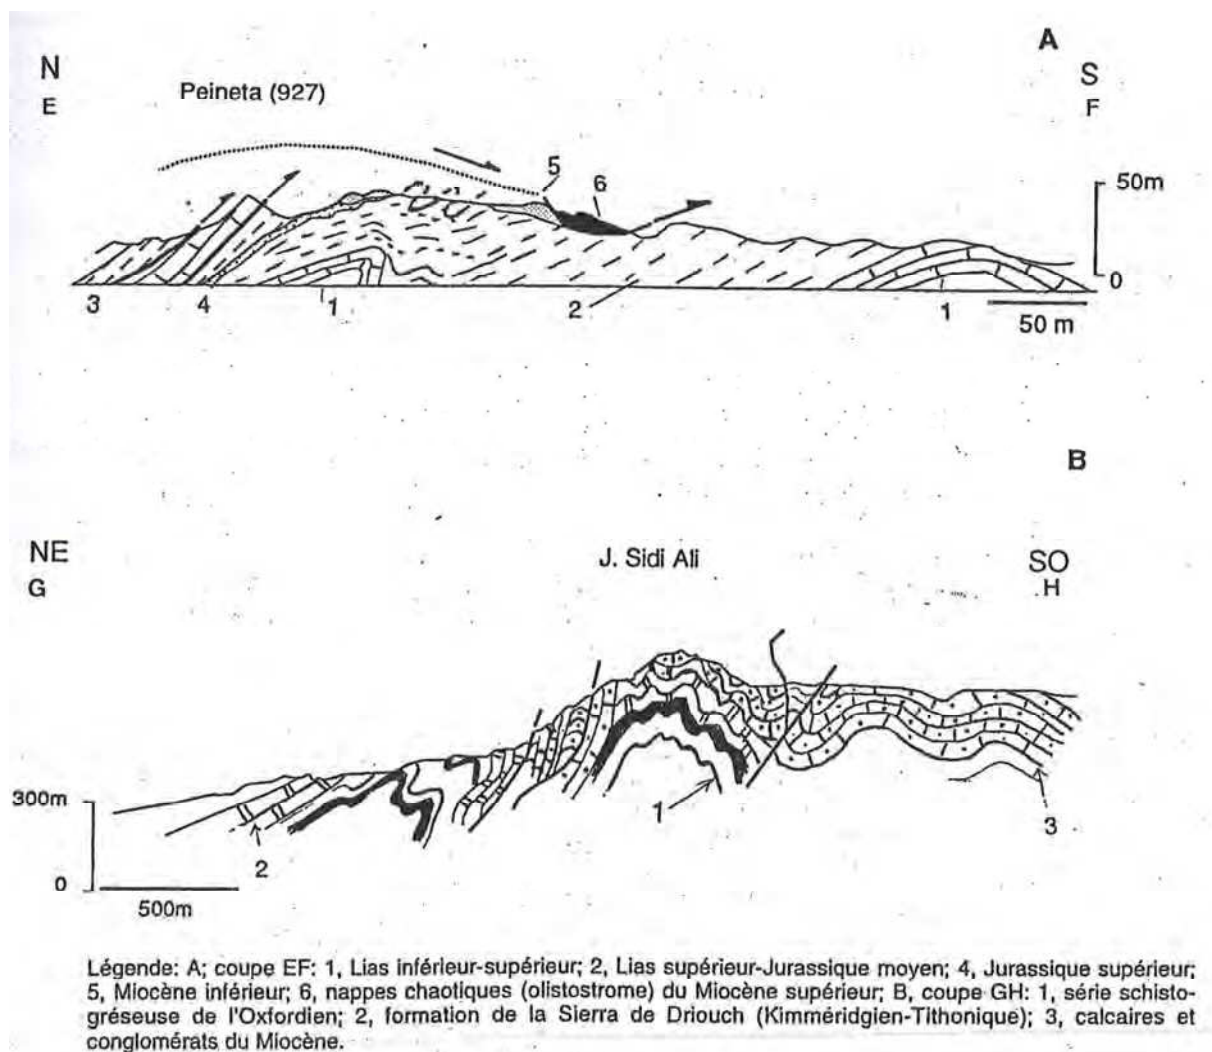 A
N
S
E
F
Peineta (927)
5
6
50m
0
3
4
1
2
1
50 m
B
NE
J. Sidi Ali
SO
G
H
300m
1
3
2
0
500m
Légende: A; coupe EF: 1, Lias inférieur-supérieur; 2, Lias supérieur-Jurassique moyen; 4, Jurassique supérieur;
5, Miocène inférieur; 6, nappes chaotiques (olistostrome) du Miocène supérieur; B, coupe GH: 1, série schisto-
gréseuse de l'Oxfordien; 2, formation de la Sierra de Driouch (Kimméridgien-Tithonique); 3, calcaires et
conglomérats du Miocène.